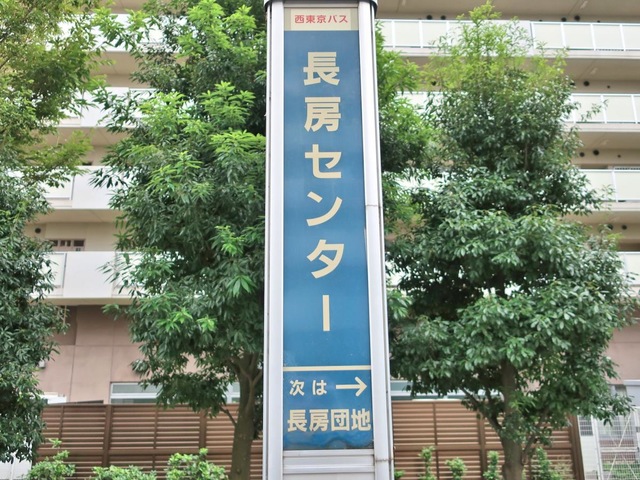 西東京バス
長房センター
次は→
長房団地